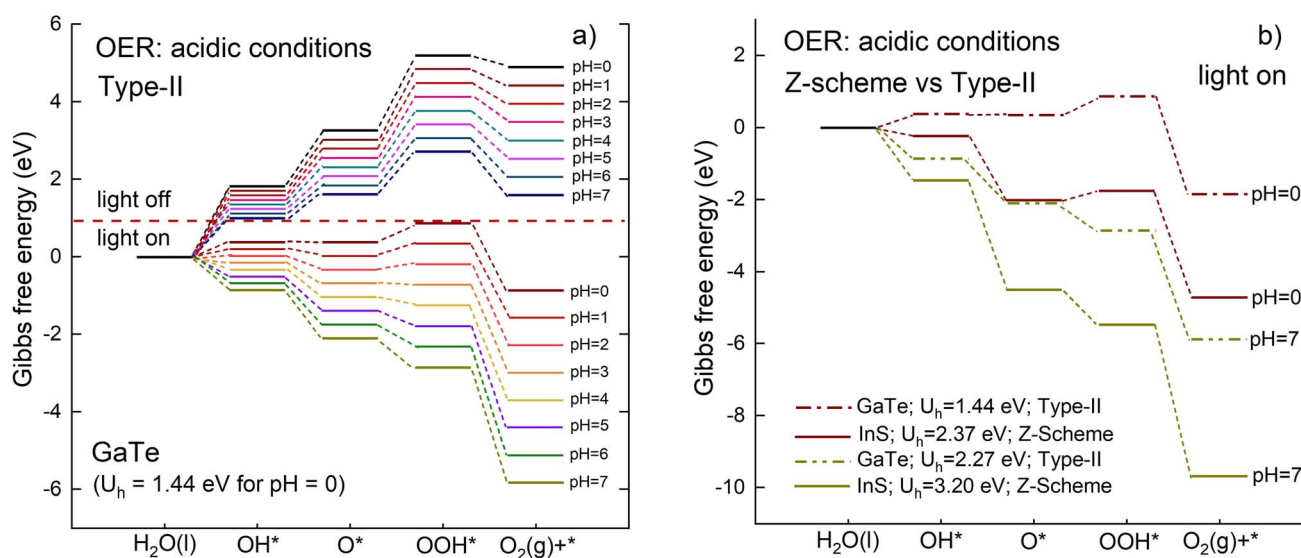 OER: acidic conditions
a)
Type-II
6
4
2
0
-2
-4
-6
Gibbs free energy (eV)
pH=0
pH=1
pH=2
pH=3
pH=4
pH=5
pH=6
pH=7
light off
light on
pH=0
pH=1
pH=2
pH=3
pH=4
pH=5
pH=6
pH=7
GaTe
(Uh = 1.44 eV for pH = 0)
H2O(l)
OH*
O*
OOH*
O2(g)+*
OER: acidic conditions
b)
Z-scheme vs Type-II
light on
2
0
-2
-4
-6
-8
-10
Gibbs free energy (eV)
pH=0
pH=0
pH=7
pH=7
GaTe; Uh=1.44 eV; Type-II
InS; Uh=2.37 eV; Z-Scheme
GaTe; Uh=2.27 eV; Type-II
InS; Uh=3.20 eV; Z-Scheme
H2O(l)
OH*
O*
OOH*
O2(g)+*